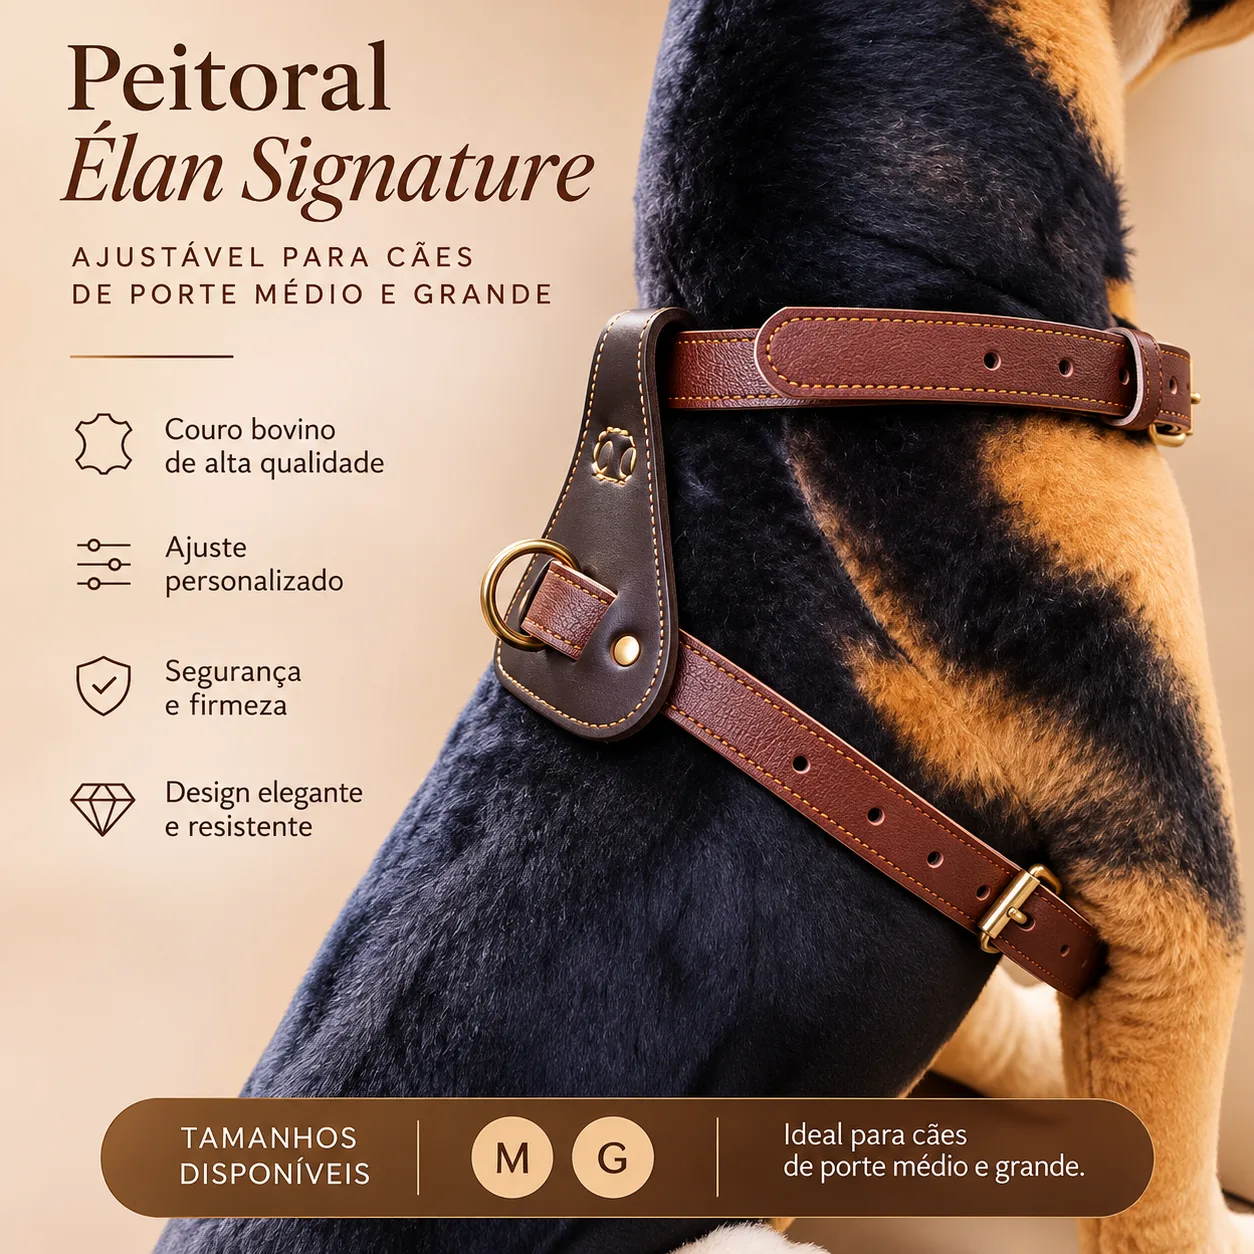 Peitoral
Élan Signature
AJUSTÁVEL PARA CÃES
DE PORTE MÉDIO E GRANDE
Couro bovino
de alta qualidade
Ajuste
personalizado
Segurança
e firmeza
Design elegante
e resistente
TAMANHOS
DISPONÍVEIS
M G
Ideal para cães
de porte médio e grande.